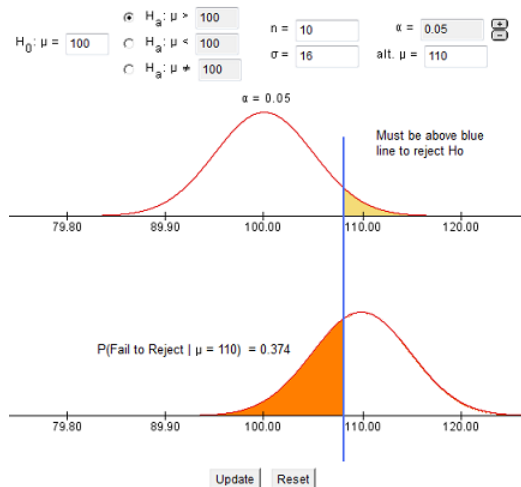 H0: μ = 100
Ha: μ > 100
Ha: μ < 100
Ha: μ ≠ 100
n = 10
σ = 16
α = 0.05
alt. μ = 110
α = 0.05
Must be above blue
line to reject Ho
79.80 89.90 100.00 110.00 120.00
P(Fail to Reject | μ = 110) = 0.374
79.80 89.90 100.00 110.00 120.00
Update Reset